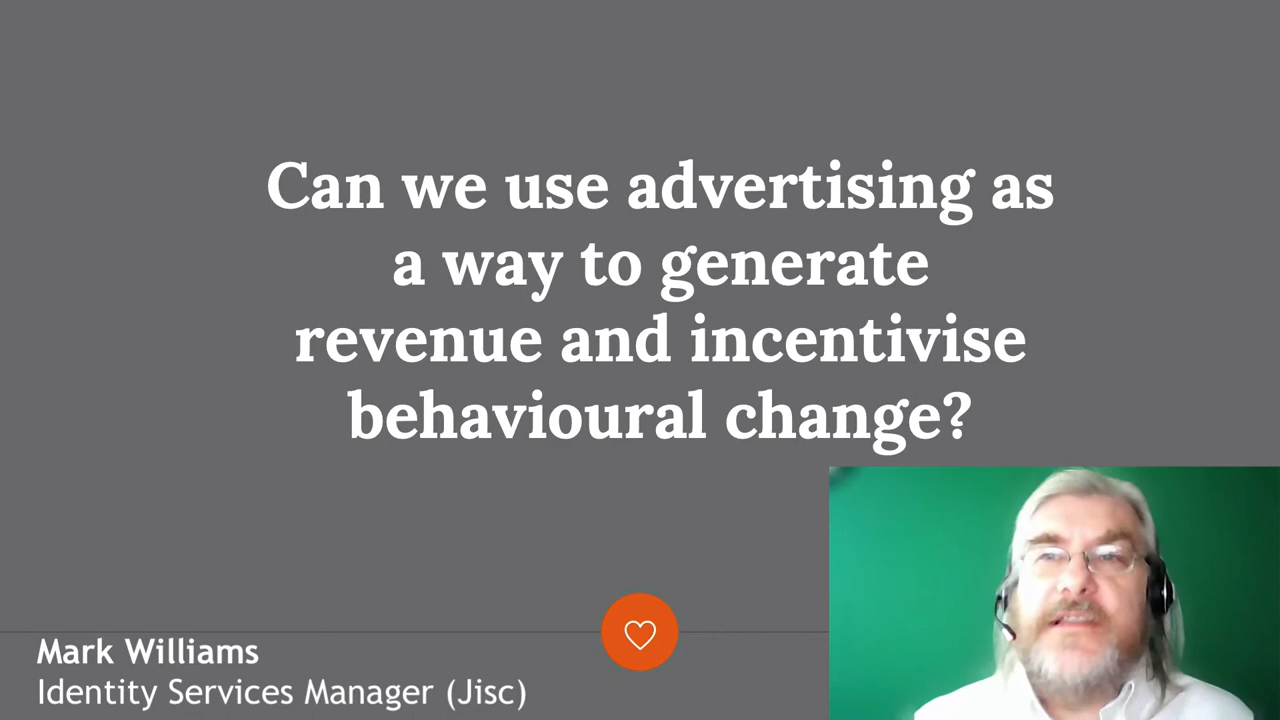 Can we use advertising as
a way to generate
revenue and incentivise
behavioural change?
Mark Williams
Identity Services Manager (Jisc)